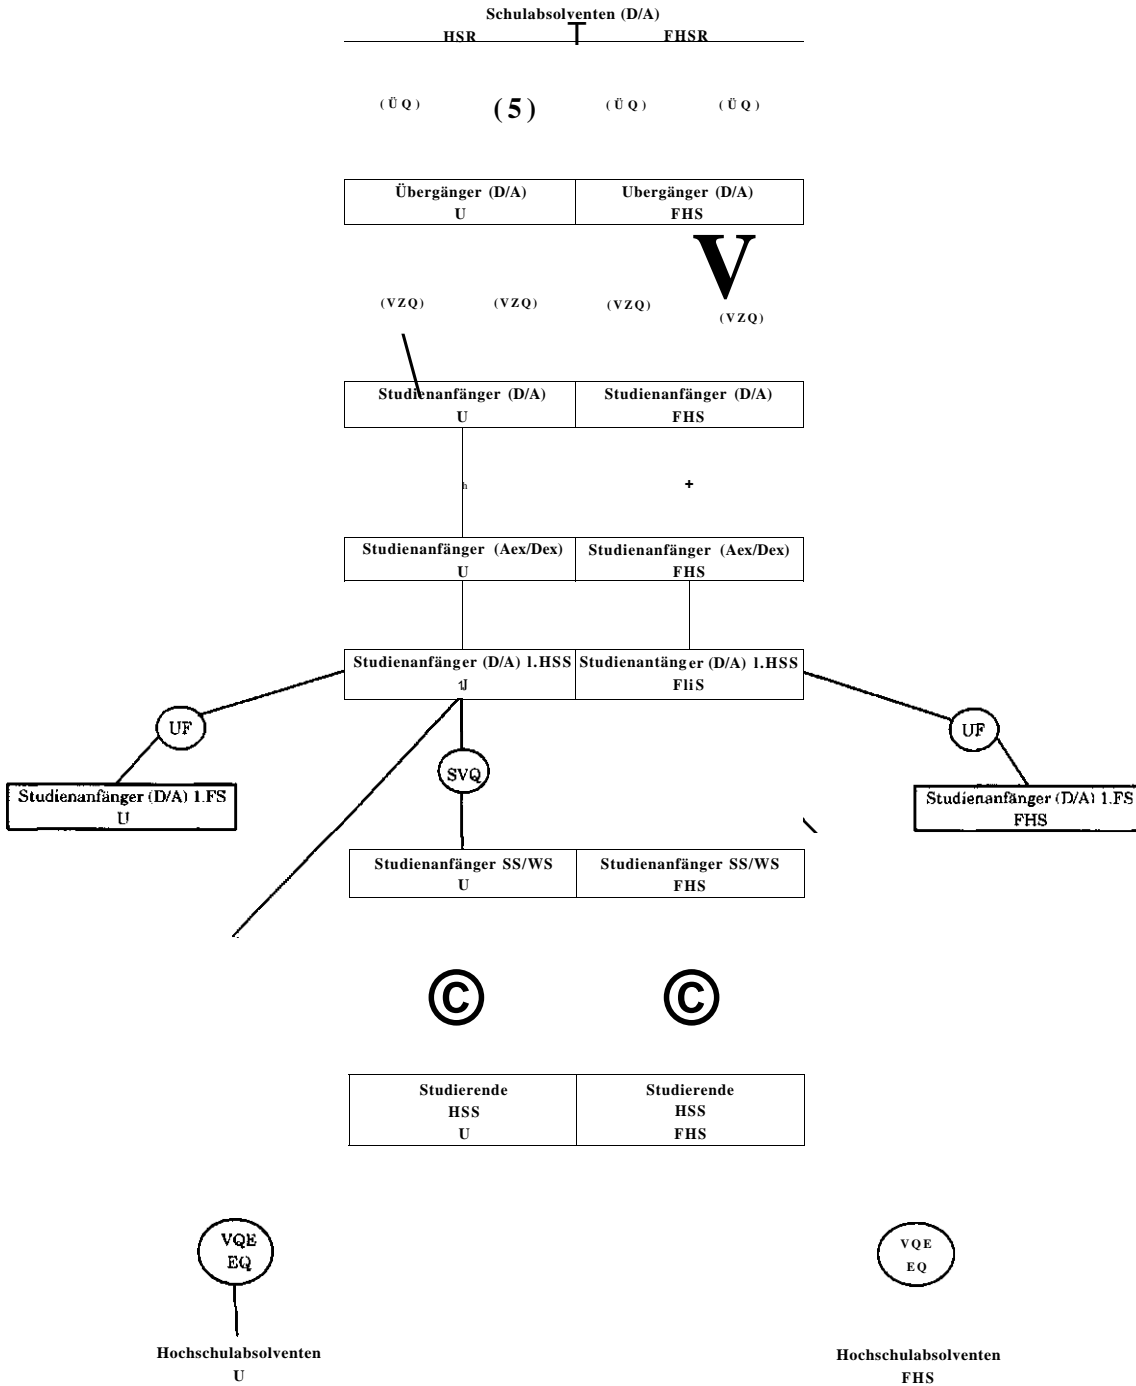 Schulabsolventen (D/A)
HSR FHSR
(ÜQ) (5) (ÜQ) (ÜQ)
Übergänger (D/A) Ubergänger (D/A)
U FHS
V
(VZQ) (VZQ) (VZQ) (VZQ)
Studienanfänger (D/A) Studienanfänger (D/A)
U FHS
h +
Studienanfänger (Aex/Dex) Studienanfänger (Aex/Dex)
U FHS
Studienanfänger (D/A) l.HSS Studienantänger (D/A) l.HSS
FliS
UF UF
SVQ
Studienanfänger (D/A) 1.FS Studienanfänger (D/A) 1.FS
U FHS
Studienanfänger SS/WS Studienanfänger SS/WS
U FHS
© ©
Studierende Studierende
HSS HSS
U FHS
VQE VQE
EQ EQ
Hochschulabsolventen Hochschulabsolventen
U FHS